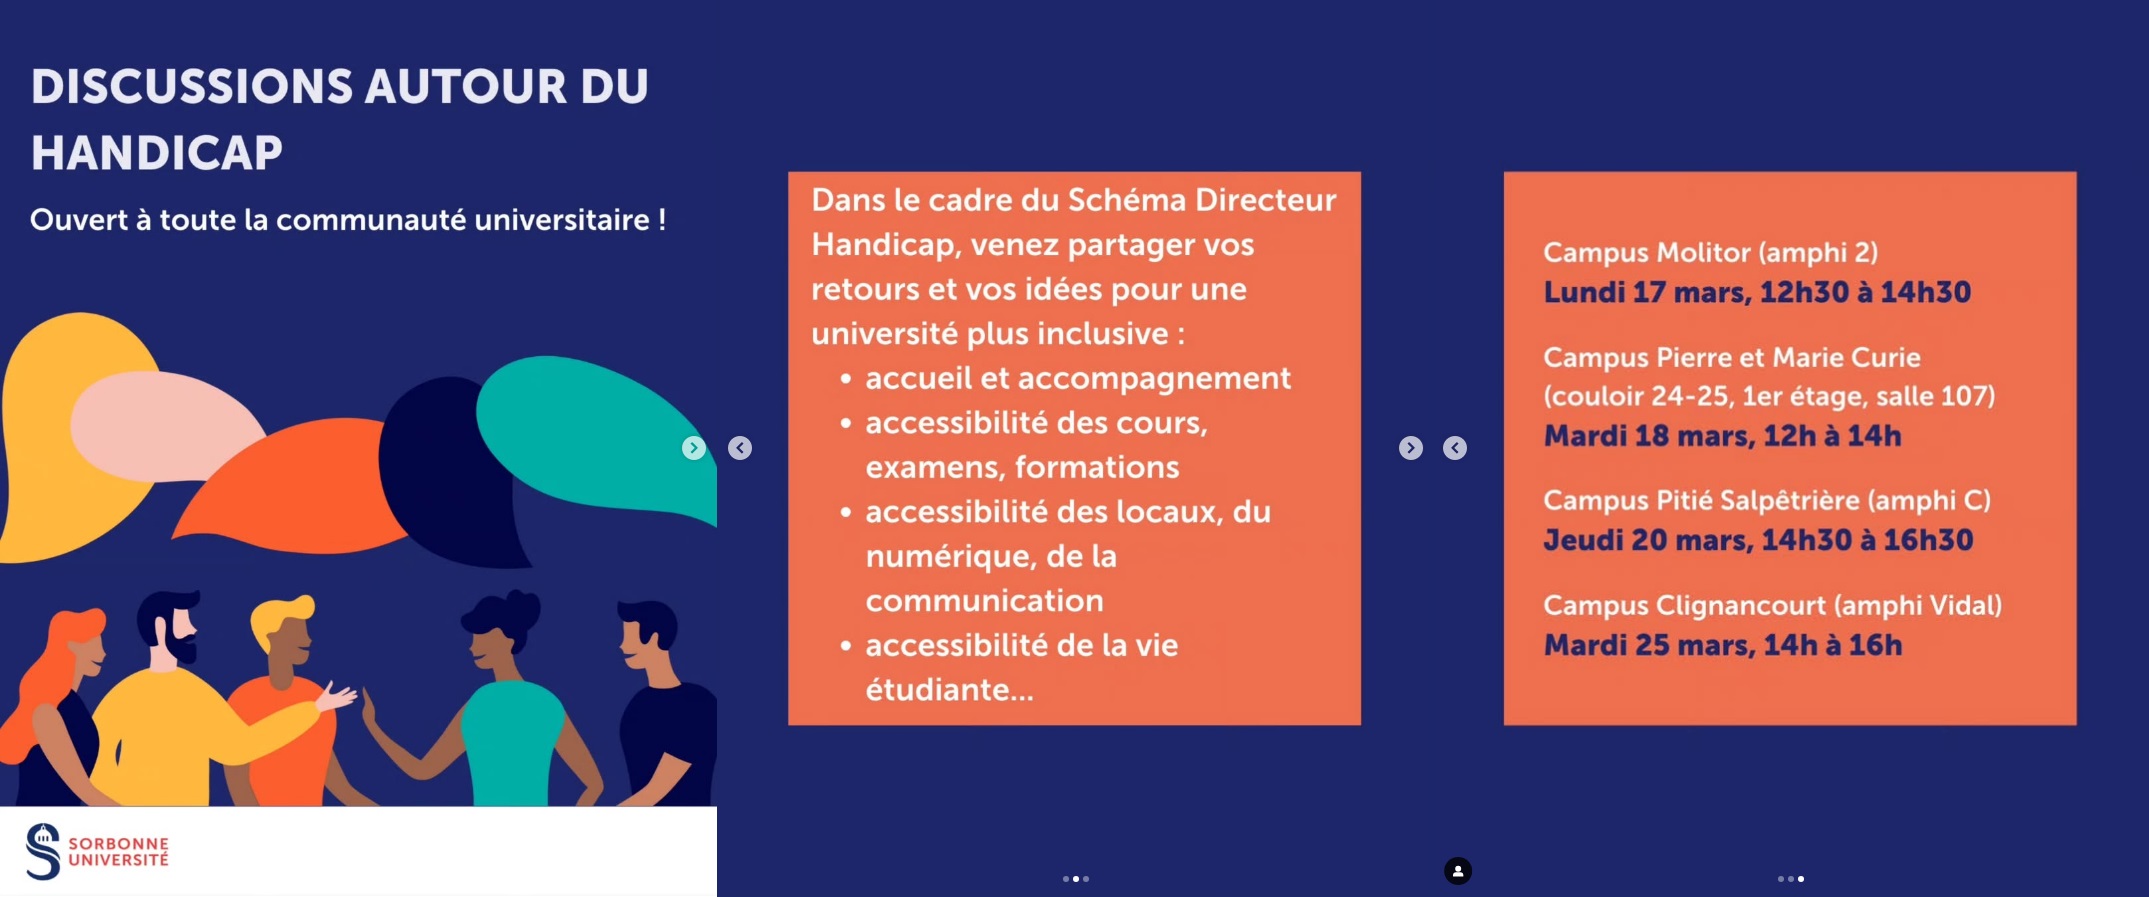 DISCUSSIONS AUTOUR DU
HANDICAP
Ouvert à toute la communauté universitaire !
SORBONNE
UNIVERSITÉ
Dans le cadre du Schéma Directeur
Handicap, venez partager vos
retours et vos idées pour une
université plus inclusive :
• accueil et accompagnement
• accessibilité des cours,
examens, formations
• accessibilité des locaux, du
numérique, de la
communication
• accessibilité de la vie
étudiante...
Campus Molitor (amphi 2)
Lundi 17 mars, 12h30 à 14h30
Campus Pierre et Marie Curie
(couloir 24-25, 1er étage, salle 107)
Mardi 18 mars, 12h à 14h
Campus Pitié Salpêtrière (amphi C)
Jeudi 20 mars, 14h30 à 16h30
Campus Clignancourt (amphi Vidal)
Mardi 25 mars, 14h à 16h